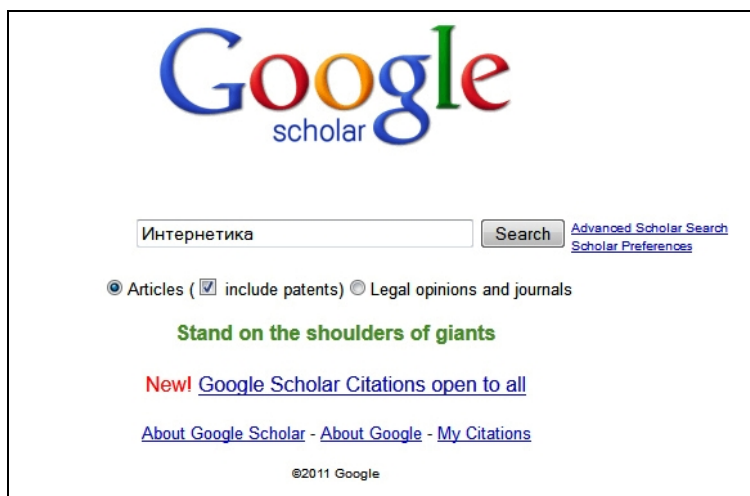 Google
scholar
Интернетика
Search
Advanced Scholar Search
Scholar Preferences
Articles ( include patents) Legal opinions and journals
Stand on the shoulders of giants
New! Google Scholar Citations open to all
About Google Scholar - About Google - My Citations
©2011 Google